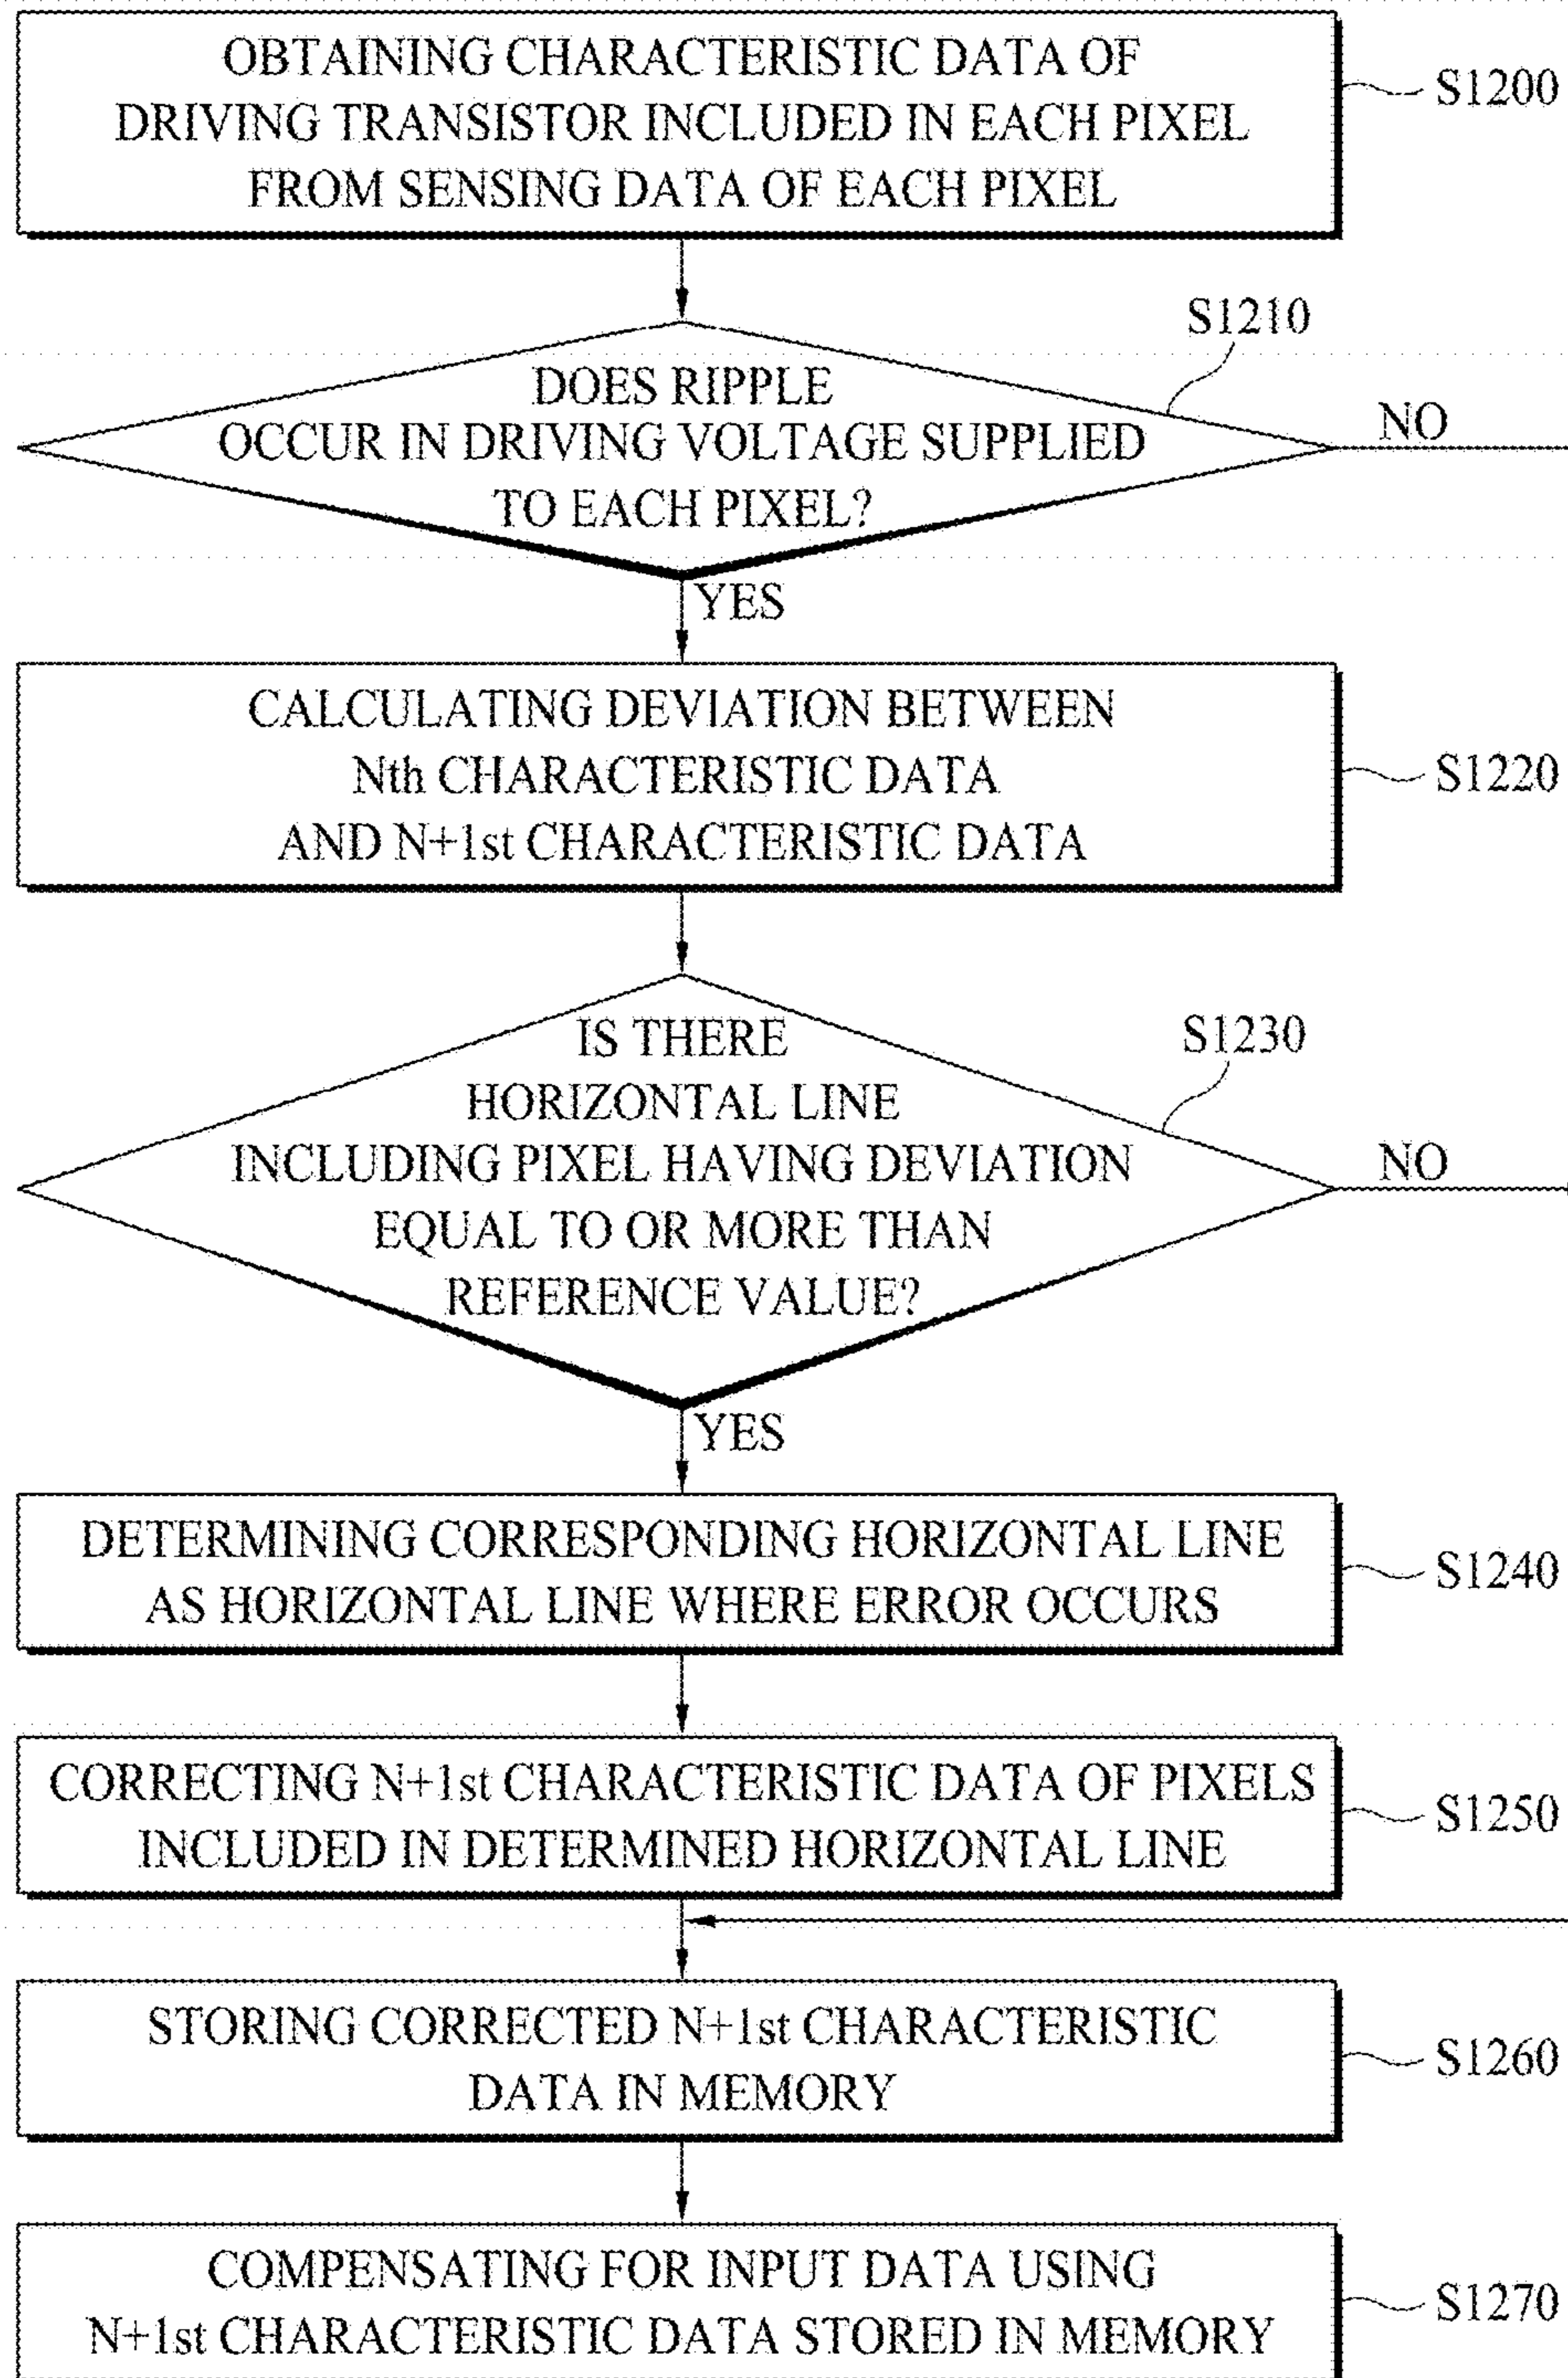 OBTAINING CHARACTERISTIC DATA OF
DRIVING TRANSISTOR INCLUDED IN EACH PIXEL
FROM SENSING DATA OF EACH PIXEL
S1200
S1210
DOES RIPPLE
OCCUR IN DRIVING VOLTAGE SUPPLIED
TO EACH PIXEL?
NO
YES
CALCULATING DEVIATION BETWEEN
Nth CHARACTERISTIC DATA
AND N+1st CHARACTERISTIC DATA
S1220
S1230
IS THERE
HORIZONTAL LINE
INCLUDING PIXEL HAVING DEVIATION
EQUAL TO OR MORE THAN
REFERENCE VALUE?
NO
YES
DETERMINING CORRESPONDING HORIZONTAL LINE
AS HORIZONTAL LINE WHERE ERROR OCCURS
S1240
CORRECTING N+1st CHARACTERISTIC DATA OF PIXELS
INCLUDED IN DETERMINED HORIZONTAL LINE
S1250
STORING CORRECTED N+1st CHARACTERISTIC
DATA IN MEMORY
S1260
COMPENSATING FOR INPUT DATA USING
N+1st CHARACTERISTIC DATA STORED IN MEMORY
S1270